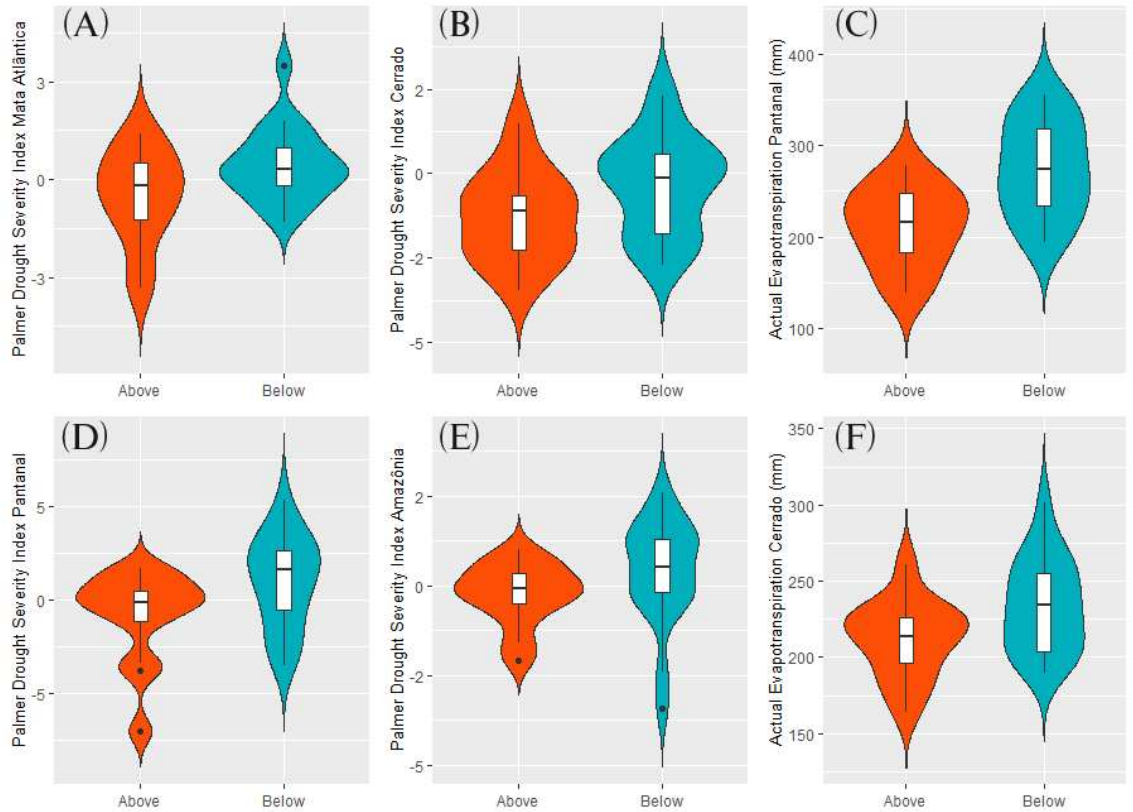 (A)
Palmer Drought Severity Index Mata Atlântica
3
0
-3
Above Below
(B)
Palmer Drought Severity Index Cerrado
2
0
-2
-5
Above Below
(C)
Actual Evapotranspiration Pantanal (mm)
400
300
200
100
Above Below
(D)
Palmer Drought Severity Index Pantanal
5
0
-5
Above Below
(E)
Palmer Drought Severity Index Amazônia
2
0
-2
-5
Above Below
(F)
Actual Evapotranspiration Cerrado (mm)
350
300
250
200
150
Above Below